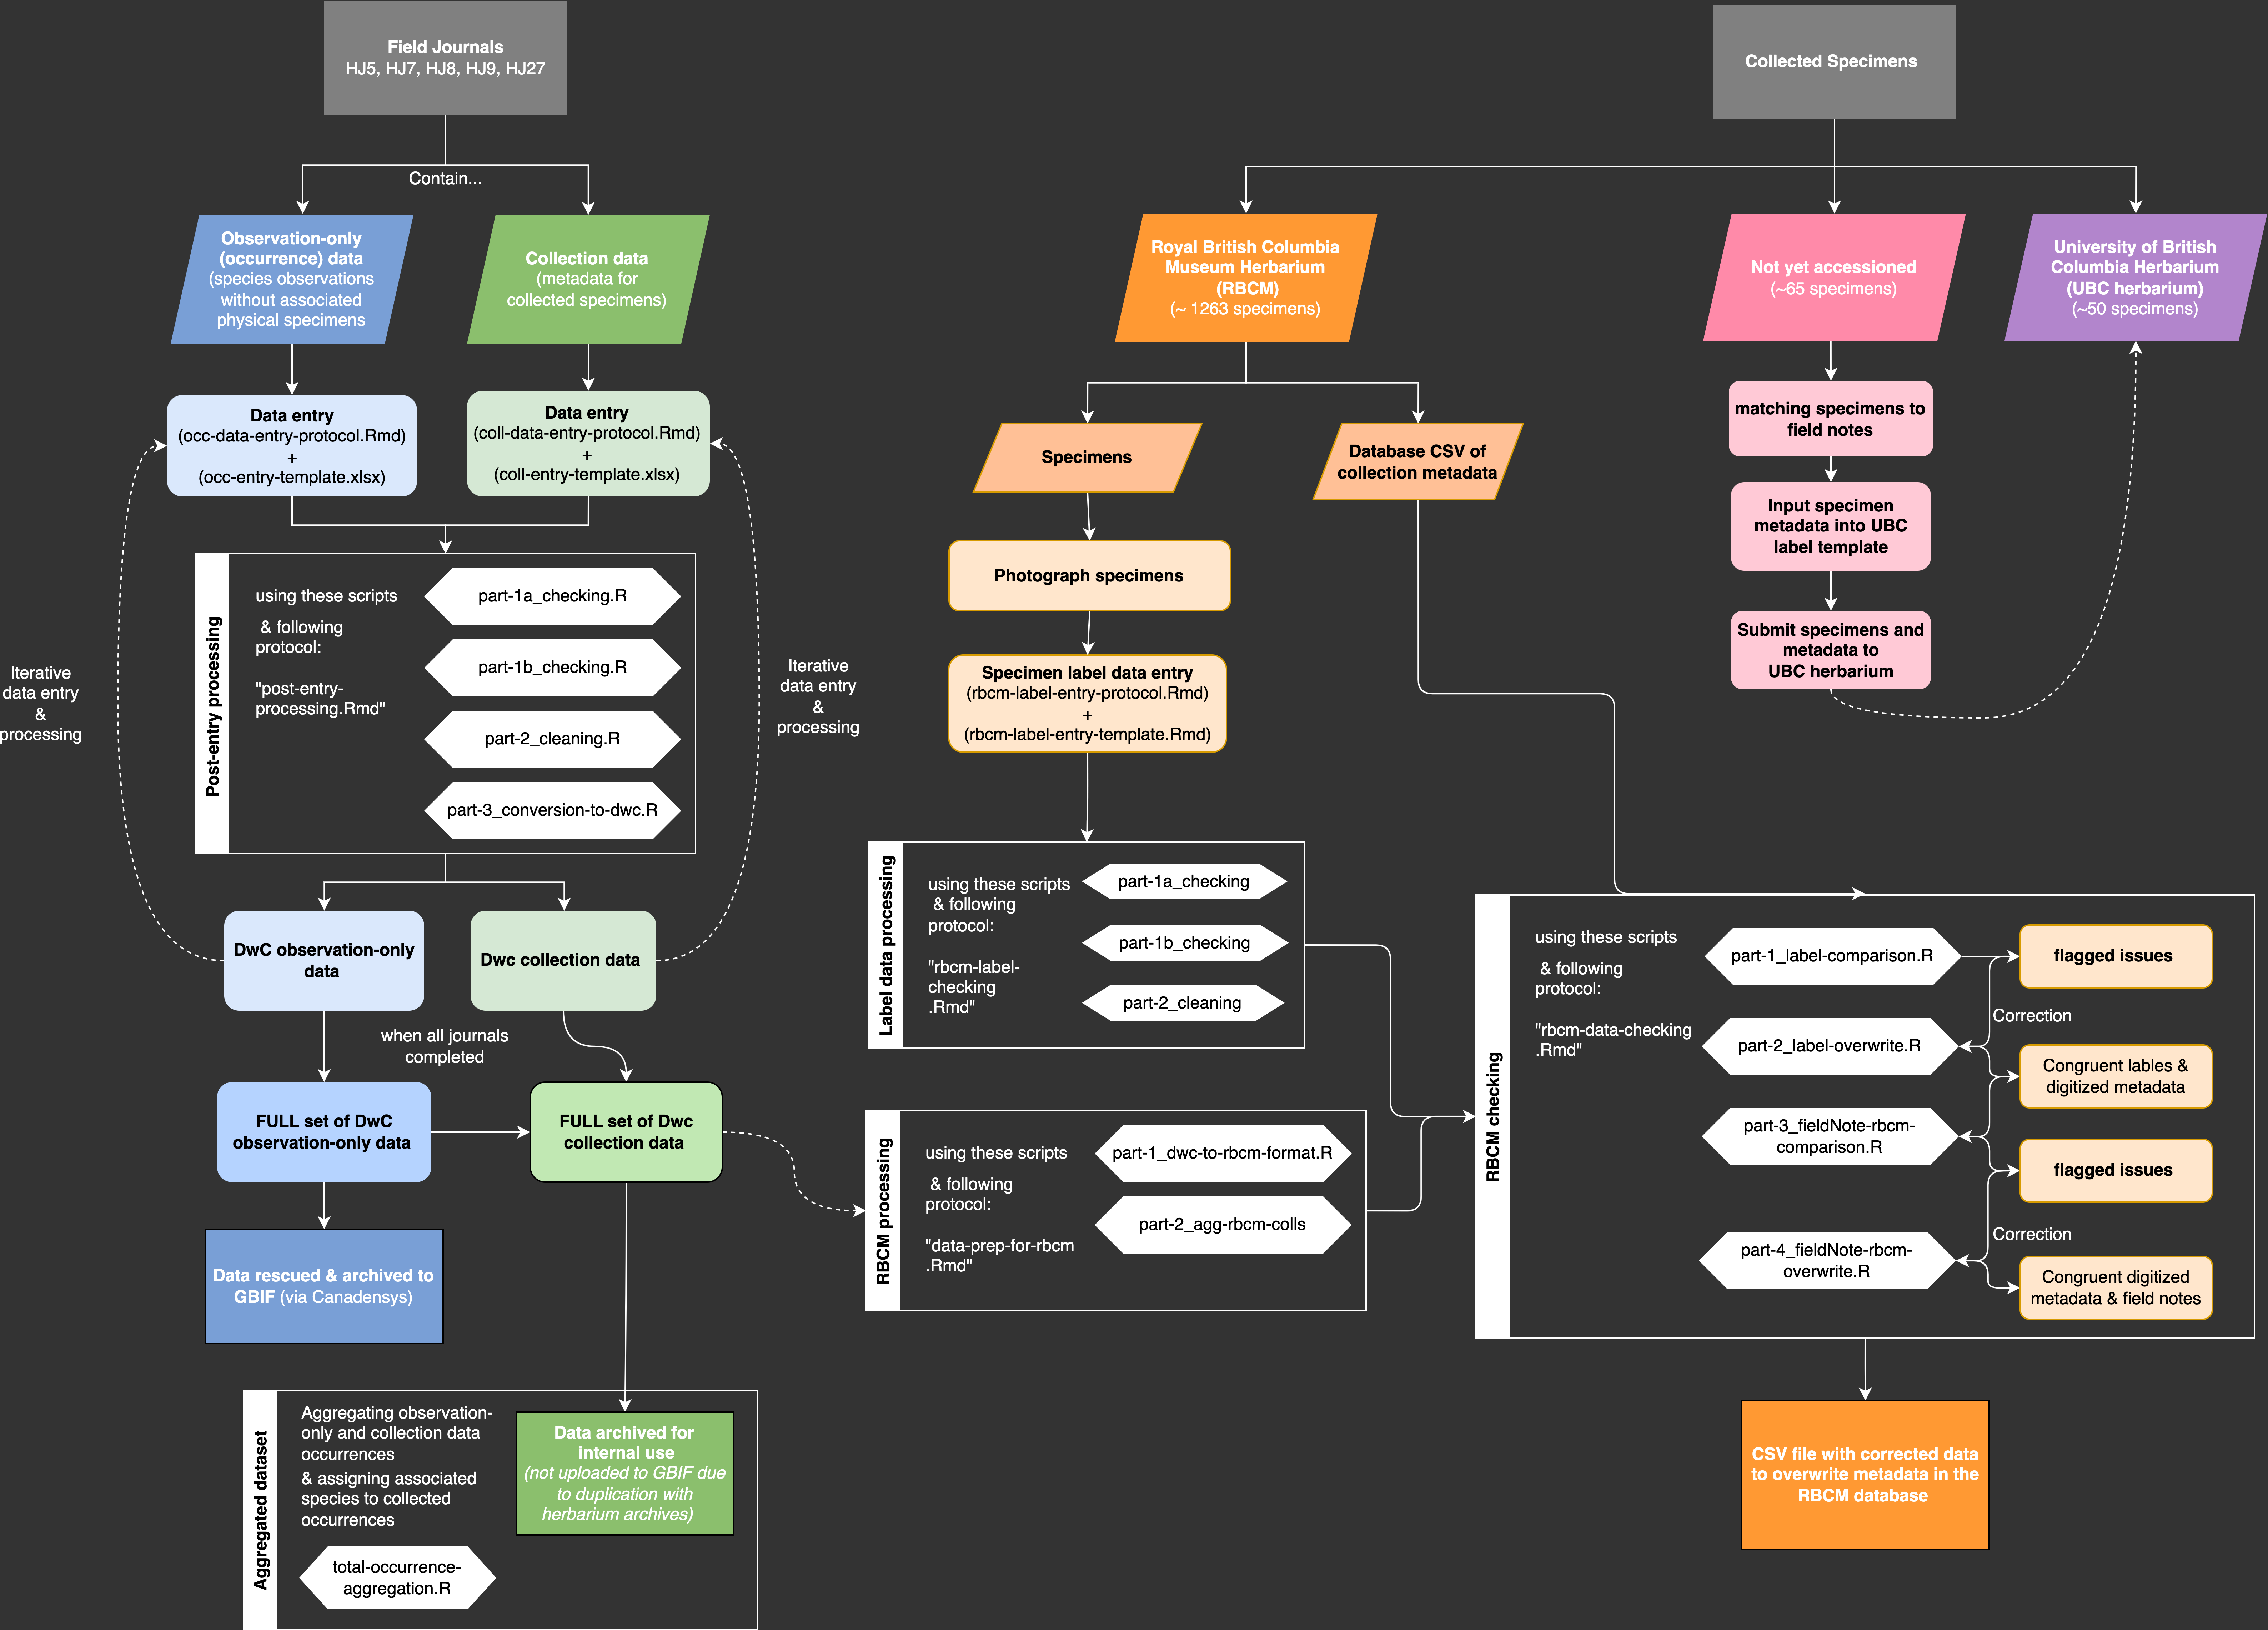 Field Journals
HJ5, HJ7, HJ8, HJ9, HJ27
Contain...
Observation-only
(occurrence) data
(species observations
without associated
physical specimens
Collection data
(metadata for
collected specimens)
Data entry
(occ-data-entry-protocol.Rmd)
+
(occ-entry-template.xlsx)
Data entry
(coll-data-entry-protocol.Rmd)
+
(coll-entry-template.xlsx)
Iterative
data entry
&
processing
Post-entry processing
using these scripts
& following
protocol:
"post-entry-
processing.Rmd"
part-1a_checking.R
part-1b_checking.R
part-2_cleaning.R
part-3_conversion-to-dwc.R
Iterative
data entry
&
processing
DwC observation-only
data
Dwc collection data
when all journals
completed
FULL set of DwC
observation-only data
FULL set of Dwc
collection data
Data rescued & archived to
GBIF (via Canadensys)
Aggregated dataset
Aggregating observation-
only and collection data
occurrences
& assigning associated
species to collected
occurrences
total-occurrence-
aggregation.R
Data archived for
internal use
(not uploaded to GBIF due
to duplication with
herbarium archives)
Collected Specimens
Royal British Columbia
Museum Herbarium
(RBCM)
(~ 1263 specimens)
Not yet accessioned
(~65 specimens)
University of British
Columbia Herbarium
(UBC herbarium)
(~50 specimens)
Specimens
Database CSV of
collection metadata
Photograph specimens
Specimen label data entry
(rbcm-label-entry-protocol.Rmd)
+
(rbcm-label-entry-template.Rmd)
matching specimens to
field notes
Input specimen
metadata into UBC
label template
Submit specimens and
metadata to
UBC herbarium
Label data processing
using these scripts
& following
protocol:
"rbcm-label-
checking
.Rmd"
part-1a_checking
part-1b_checking
part-2_cleaning
RBCM processing
using these scripts
& following
protocol:
"data-prep-for-rbcm
.Rmd"
part-1_dwc-to-rbcm-format.R
part-2_agg-rbcm-colls
RBCM checking
using these scripts
& following
protocol:
"rbcm-data-checking
.Rmd"
part-1_label-comparison.R
part-2_label-overwrite.R
part-3_fieldNote-rbcm-
comparison.R
part-4_fieldNote-rbcm-
overwrite.R
flagged issues
Correction
Congruent lables &
digitized metadata
flagged issues
Correction
Congruent digitized
metadata & field notes
CSV file with corrected data
to overwrite metadata in the
RBCM database